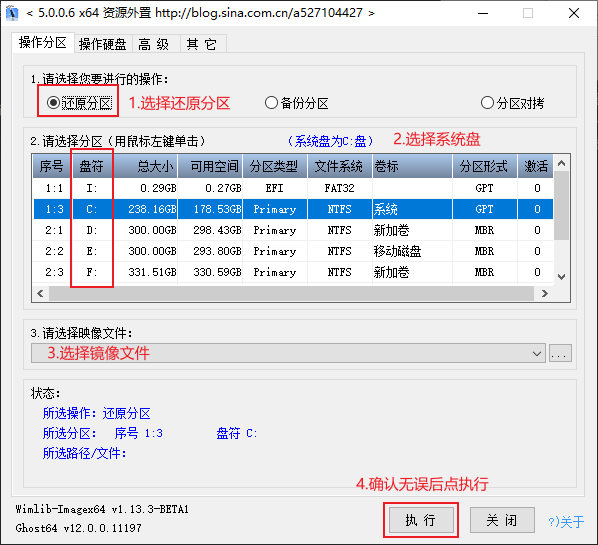 < 5.0.0.6 x64 资源外置 http://blog.sina.com.cn/a527104427 >
操作分区 操作硬盘 高 级 其 它
1.请选择您要进行的操作:
还原分区 1.选择还原分区 备份分区 分区对拷
2.请选择分区（用鼠标左键单击） （系统盘为C:盘） 2.选择系统盘
序号 盘符 总大小 可用空间 分区类型 文件系统 卷标 分区形式 激活
1:1 I: 0.29GB 0.27GB EFI FAT32 GPT 0
1:3 C: 238.16GB 178.53GB Primary NTFS 系统 GPT 0
2:1 D: 300.00GB 298.43GB Primary NTFS 新加卷 MBR 0
2:2 E: 300.00GB 293.80GB Primary NTFS 移动磁盘 MBR 0
2:3 F: 331.51GB 330.59GB Primary NTFS 新加卷 MBR 0
3.请选择映像文件:
3.选择镜像文件 ...
状态:
所选操作: 还原分区
所选分区: 序号 1:3 盘符 C:
所选路径/文件:
4.确认无误后点执行
Wimlib-Imagex64 v1.13.3-BETA1
Ghost64 v12.0.0.11197
执 行 关 闭 ?)关于